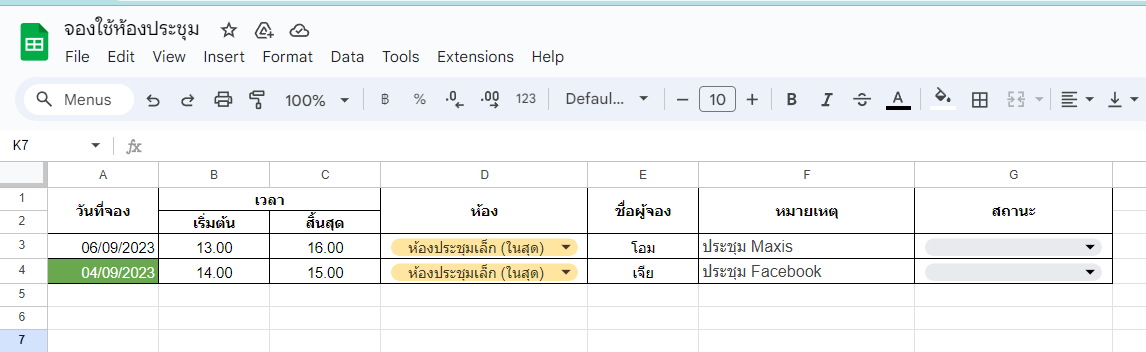 จองใช้ห้องประชุม
File Edit View Insert Format Data Tools Extensions Help
Menus 100% ฿ % .0 .00 123 Defaul... 10 B I S A
K7 fx
A B C D E F G
1 วันที่จอง เวลา ห้อง ชื่อผู้จอง หมายเหตุ สถานะ
2 เริ่มต้น สิ้นสุด
3 06/09/2023 13.00 16.00 ห้องประชุมเล็ก (ในสุด) โอม ประชุม Maxis
4 04/09/2023 14.00 15.00 ห้องประชุมเล็ก (ในสุด) เจีย ประชุม Facebook
5
6
7